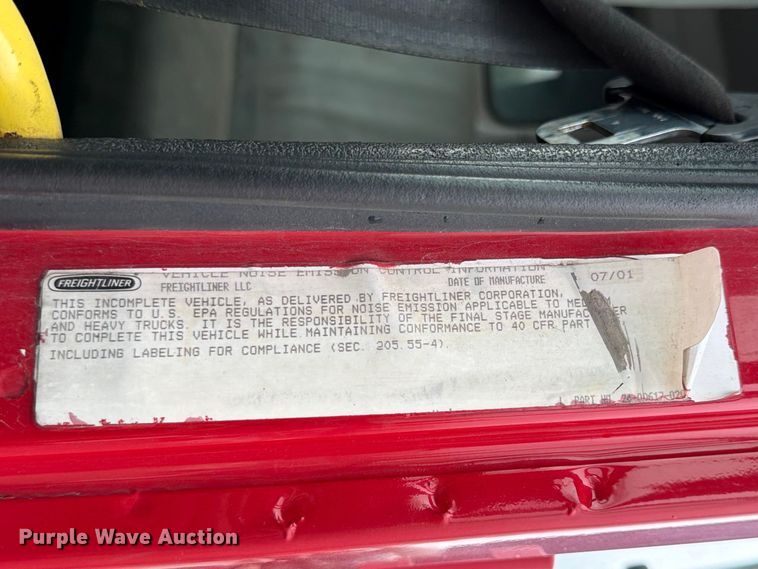 FREIGHTLINER
VEHICLE NOISE EMISSION CONTROL INFORMATION
FREIGHTLINER LLC DATE OF MANUFACTURE 07/01
THIS INCOMPLETE VEHICLE, AS DELIVERED BY FREIGHTLINER CORPORATION,
CONFORMS TO U.S. EPA REGULATIONS FOR NOISE EMISSION APPLICABLE TO
AND HEAVY TRUCKS. IT IS THE RESPONSIBILITY OF THE FINAL STAGE
TO COMPLETE THIS VEHICLE WHILE MAINTAINING CONFORMANCE TO 40 CFR PART
INCLUDING LABELING FOR COMPLIANCE (SEC. 205.55-4).
PART NO.
Purple Wave Auction